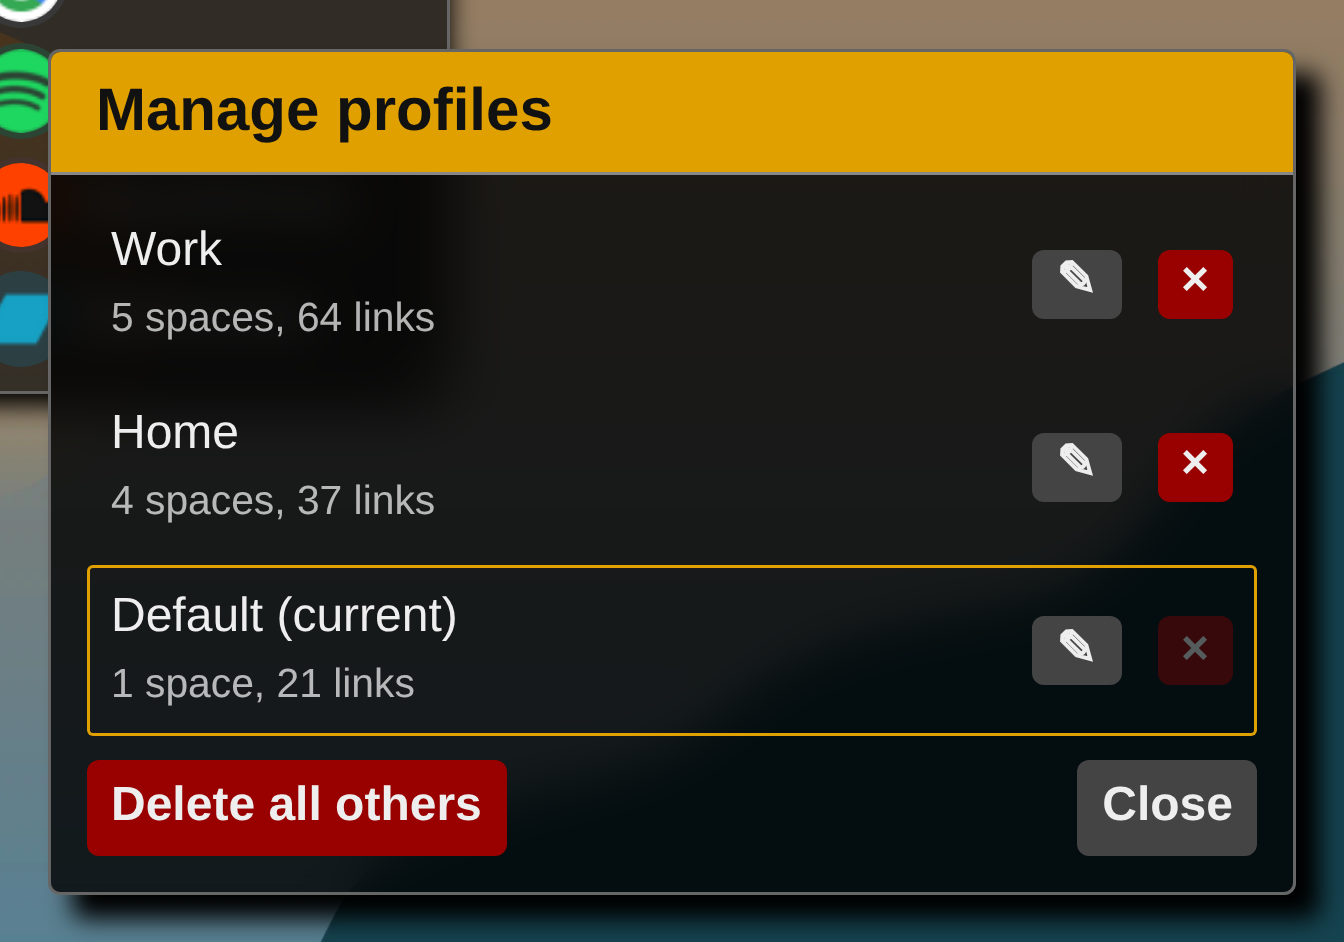 Manage profiles
Work
5 spaces, 64 links
Home
4 spaces, 37 links
Default (current)
1 space, 21 links
Delete all others
Close